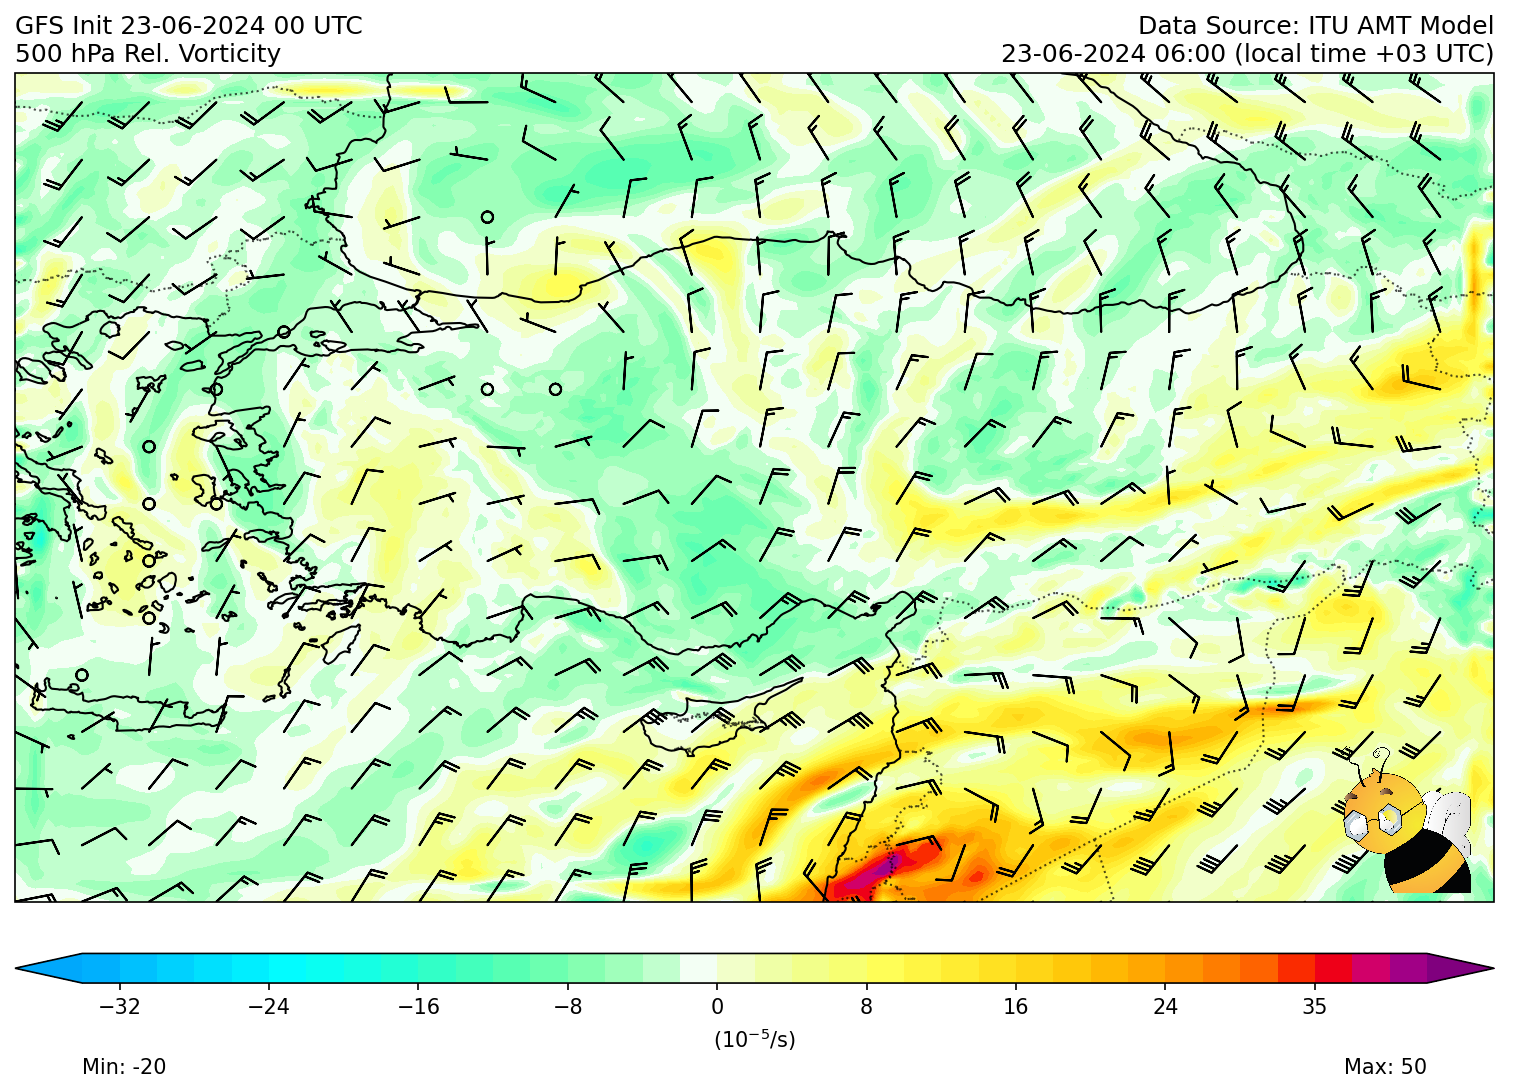 GFS Init 23-06-2024 00 UTC
500 hPa Rel. Vorticity
Data Source: ITU AMT Model
23-06-2024 06:00 (local time +03 UTC)
−32 −24 −16 −8 0 8 16 24 35
(10⁻⁵/s)
Min: -20
Max: 50